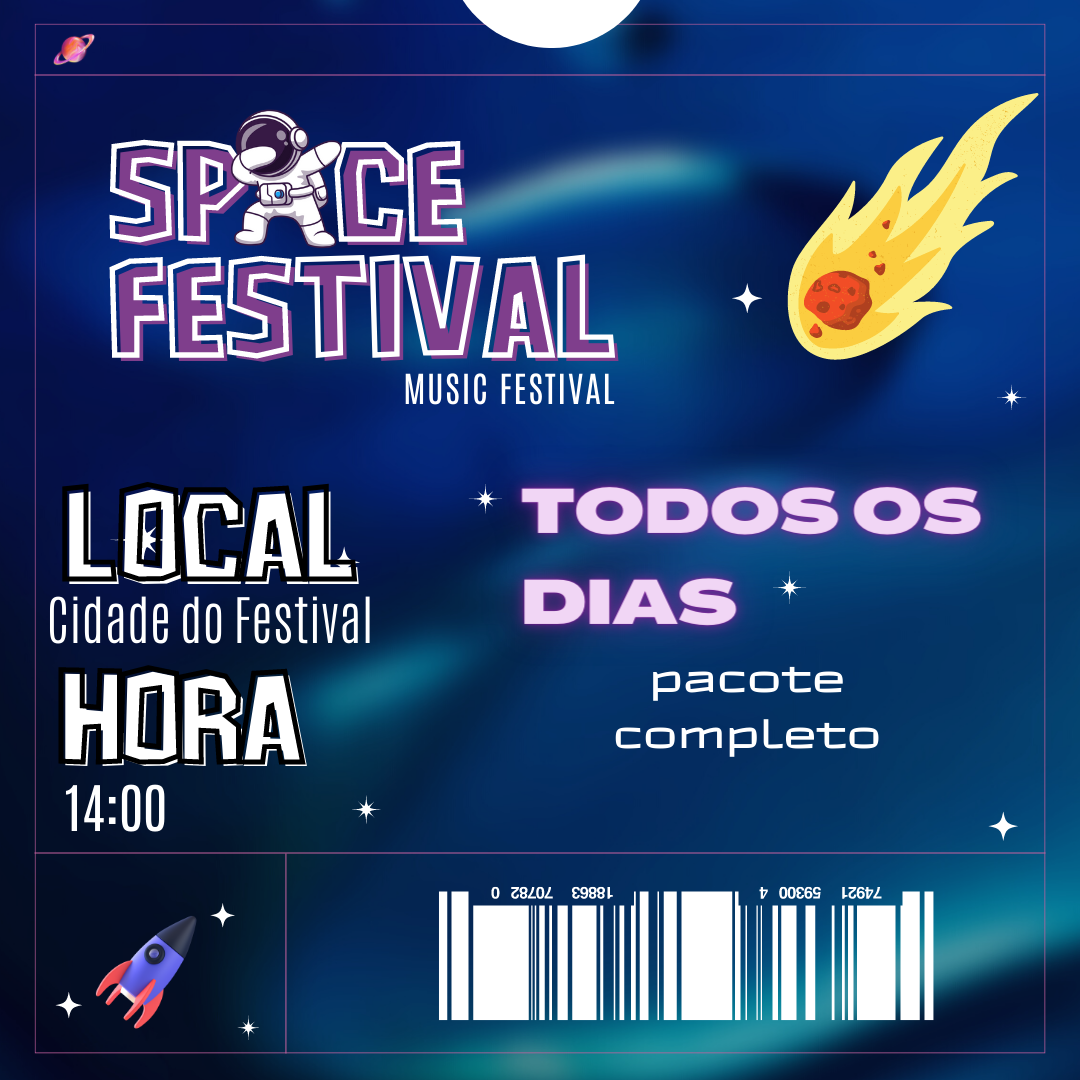 SPACE
FESTIVAL
MUSIC FESTIVAL
LOCAL
Cidade do Festival
HORA
14:00
TODOS OS
DIAS
pacote
completo
74921 59300 4 18863 70782 0